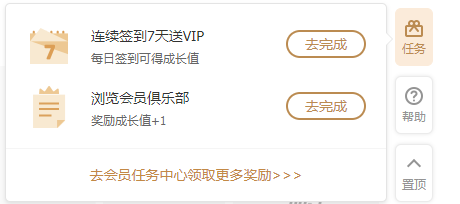 连续签到7天送VIP
每日签到可得成长值
去完成
7
浏览会员俱乐部
奖励成长值+1
去完成
去会员任务中心领取更多奖励>>>
任务
帮助
置顶